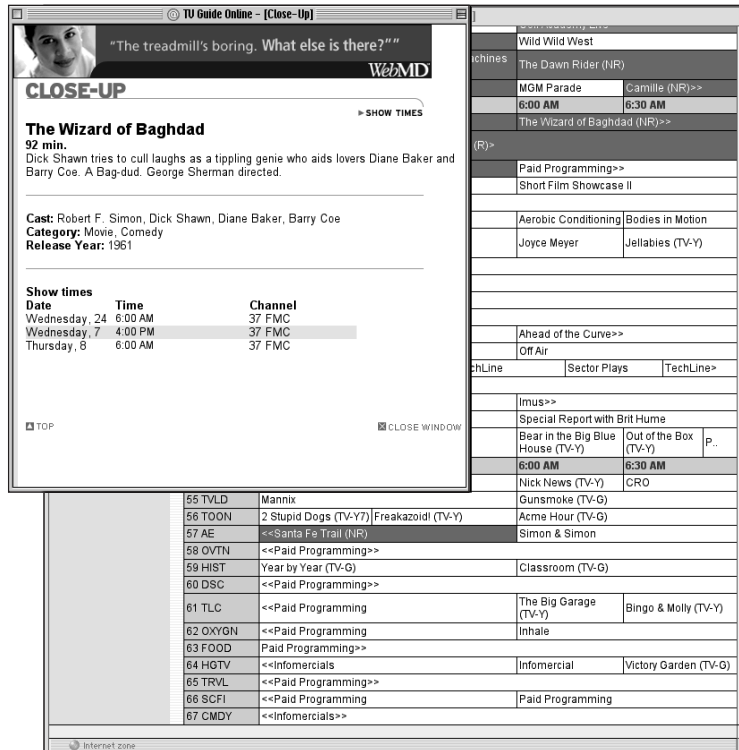 TV Guide Online - [Close-Up]
"The treadmill's boring. What else is there?""
WebMD
CLOSE-UP
SHOW TIMES
The Wizard of Baghdad
92 min.
Dick Shawn tries to cull laughs as a tippling genie who aids lovers Diane Baker and
Barry Coe. A Bag-dud. George Sherman directed.
Cast: Robert F. Simon, Dick Shawn, Diane Baker, Barry Coe
Category: Movie, Comedy
Release Year: 1961
Show times
Date Time Channel
Wednesday, 24 6:00 AM 37 FMC
Wednesday, 7 4:00 PM 37 FMC
Thursday, 8 6:00 AM 37 FMC
TOP CLOSE WINDOW
Wild Wild West
achines The Dawn Rider (NR)
MGM Parade Camille (NR)>>
6:00 AM 6:30 AM
The Wizard of Baghdad (NR)>>
(R)>
Paid Programming>>
Short Film Showcase II
Aerobic Conditioning Bodies in Motion
Joyce Meyer Jellabies (TV-Y)
Ahead of the Curve>>
Off Air
chLine Sector Plays TechLine>
Imus>>
Special Report with Brit Hume
Bear in the Big Blue Out of the Box P..
House (TV-Y) (TV-Y)
6:00 AM 6:30 AM
Nick News (TV-Y) CRO
55 TVLD Mannix Gunsmoke (TV-G)
56 TOON 2 Stupid Dogs (TV-Y7) Freakazoid! (TV-Y) Acme Hour (TV-G)
57 AE <<Santa Fe Trail (NR) Simon & Simon
58 OVTN <<Paid Programming>>
59 HIST Year by Year (TV-G) Classroom (TV-G)
60 DSC <<Paid Programming>>
61 TLC <<Paid Programming The Big Garage Bingo & Molly (TV-Y)
(TV-Y)
62 OXYGN <<Paid Programming Inhale
63 FOOD Paid Programming>>
64 HGTV <<Infomercials Infomercial Victory Garden (TV-G)
65 TRVL <<Paid Programming>>
66 SCFI <<Paid Programming Paid Programming
67 CMDY <<Infomercials>>
Internet zone